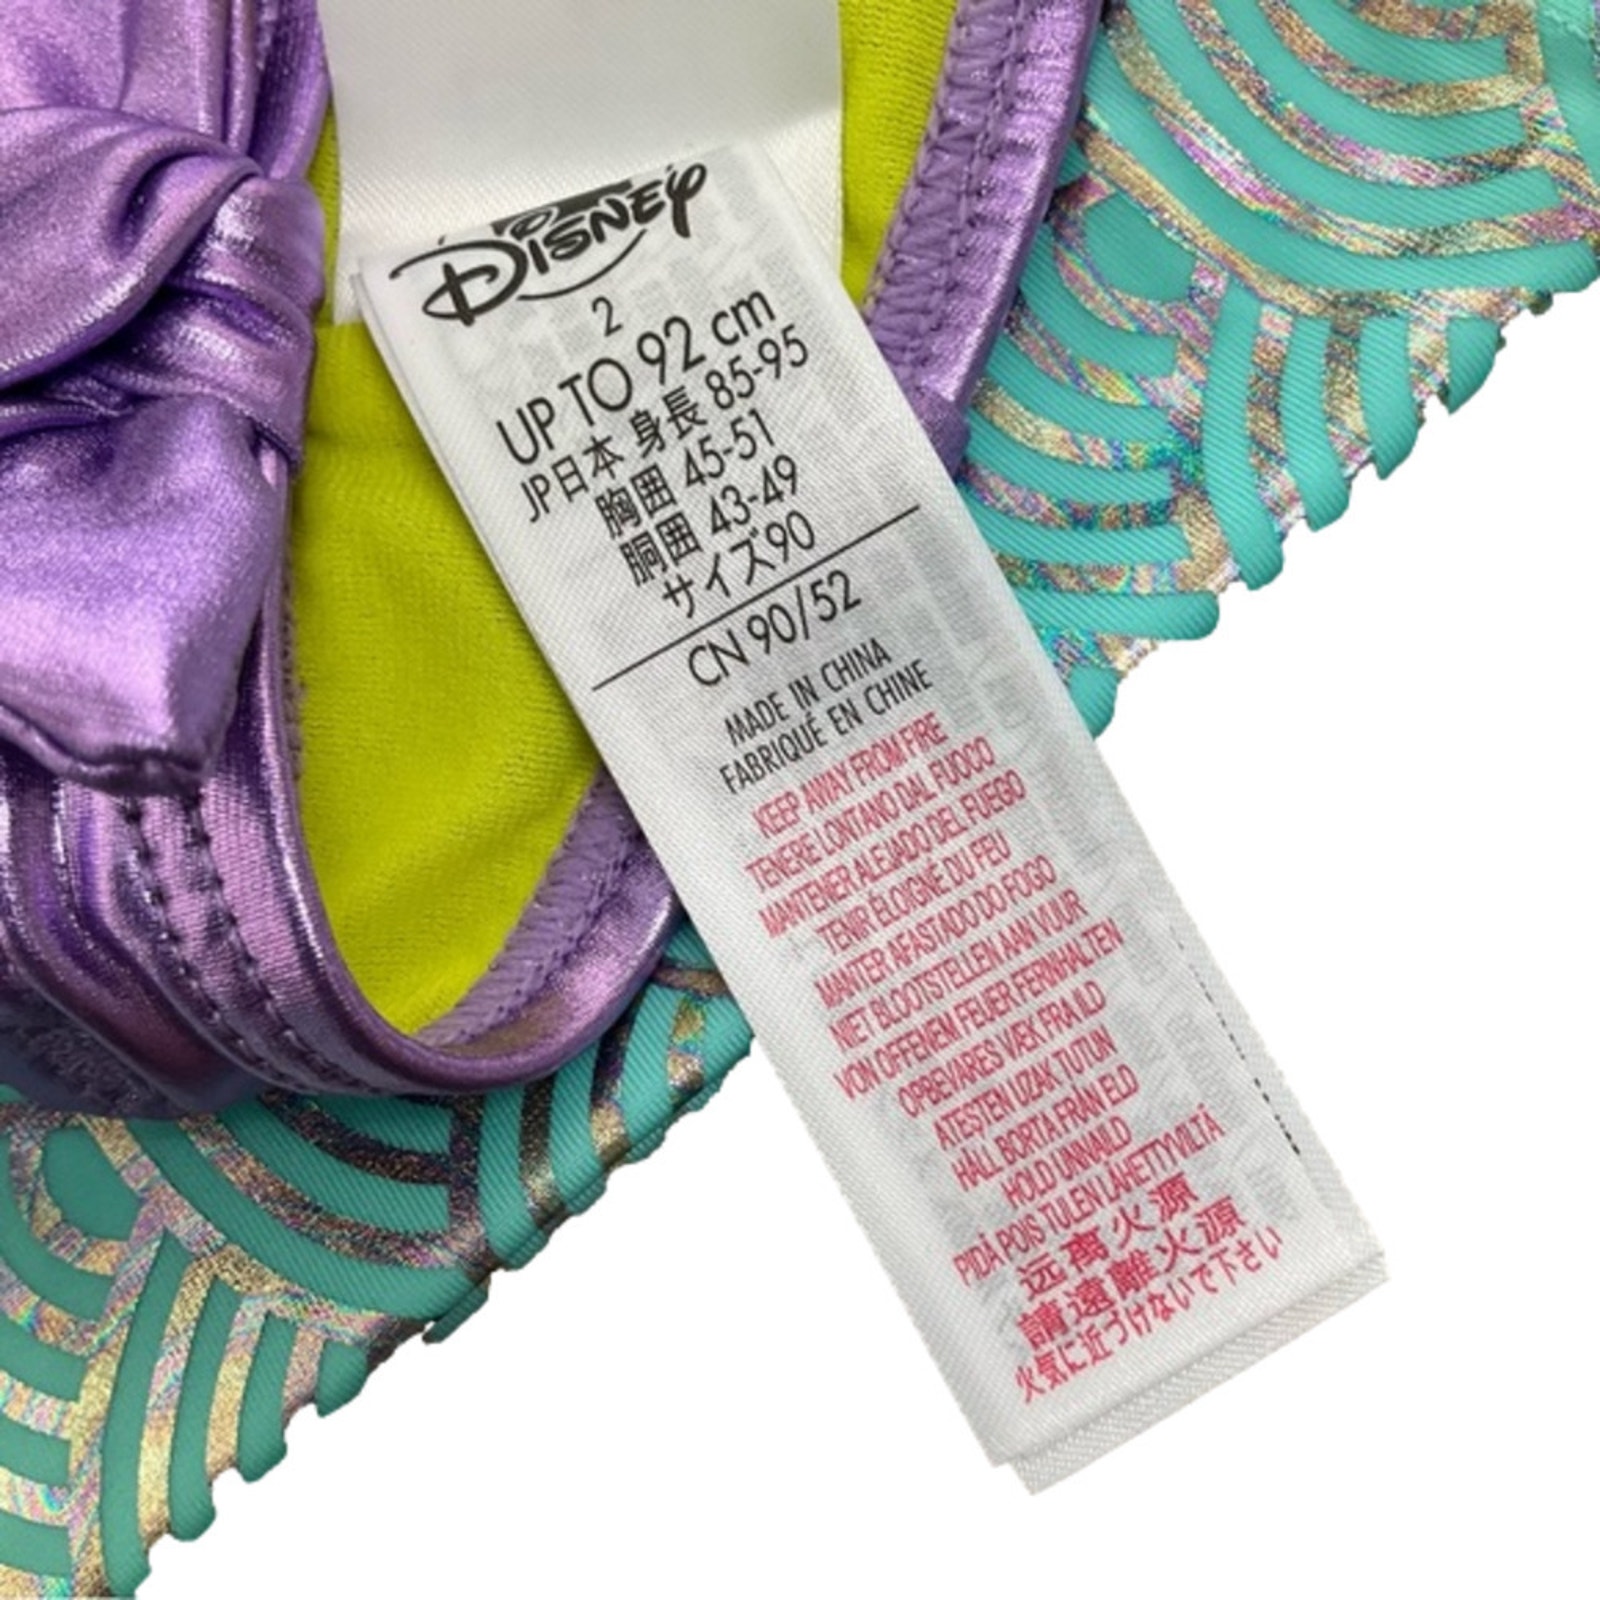 DISNEY
2
UP TO 92 cm
JP日本 身長 85-95
胸囲 45-51
胴囲 43-49
サイズ90
CN 90/52
MADE IN CHINA
FABRIQUÉ EN CHINE
KEEP AWAY FROM FIRE
TENERE LONTANO DAL FUOCO
MANTENER ALEJADO DEL FUEGO
TENIR ÉLOIGNÉ DU FEU
MANTER AFASTADO DO FOGO
NIET BLOOTSTELLEN AAN VUUR
VON OFFENEM FEUER FERNHALTEN
OPBEVARES VÆK FRA ILD
ATEŞTEN UZAK TUTUN
HÅLL BORTA FRÅN ELD
HOLD UNNAILD
PIDÄ POIS TULEN LÄHETTYVILTÄ
远离火源
請遠離火源
火気に近づけないで下さい